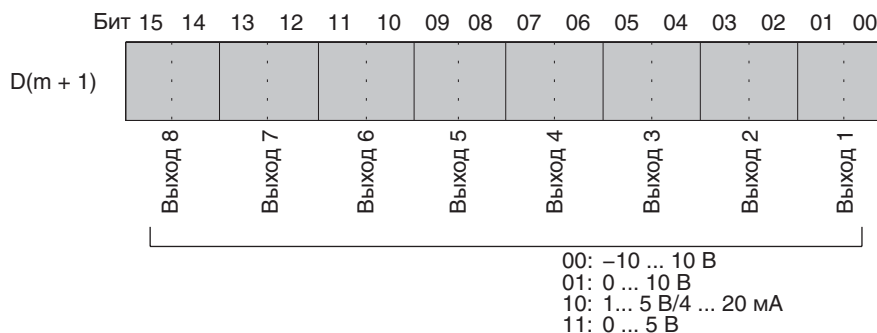 Бит 15 14 13 12 11 10 09 08 07 06 05 04 03 02 01 00
D(m + 1)
Выход 8
Выход 7
Выход 6
Выход 5
Выход 4
Выход 3
Выход 2
Выход 1
00: −10 ... 10 В
01: 0 ... 10 В
10: 1... 5 В/4 ... 20 мА
11: 0 ... 5 В